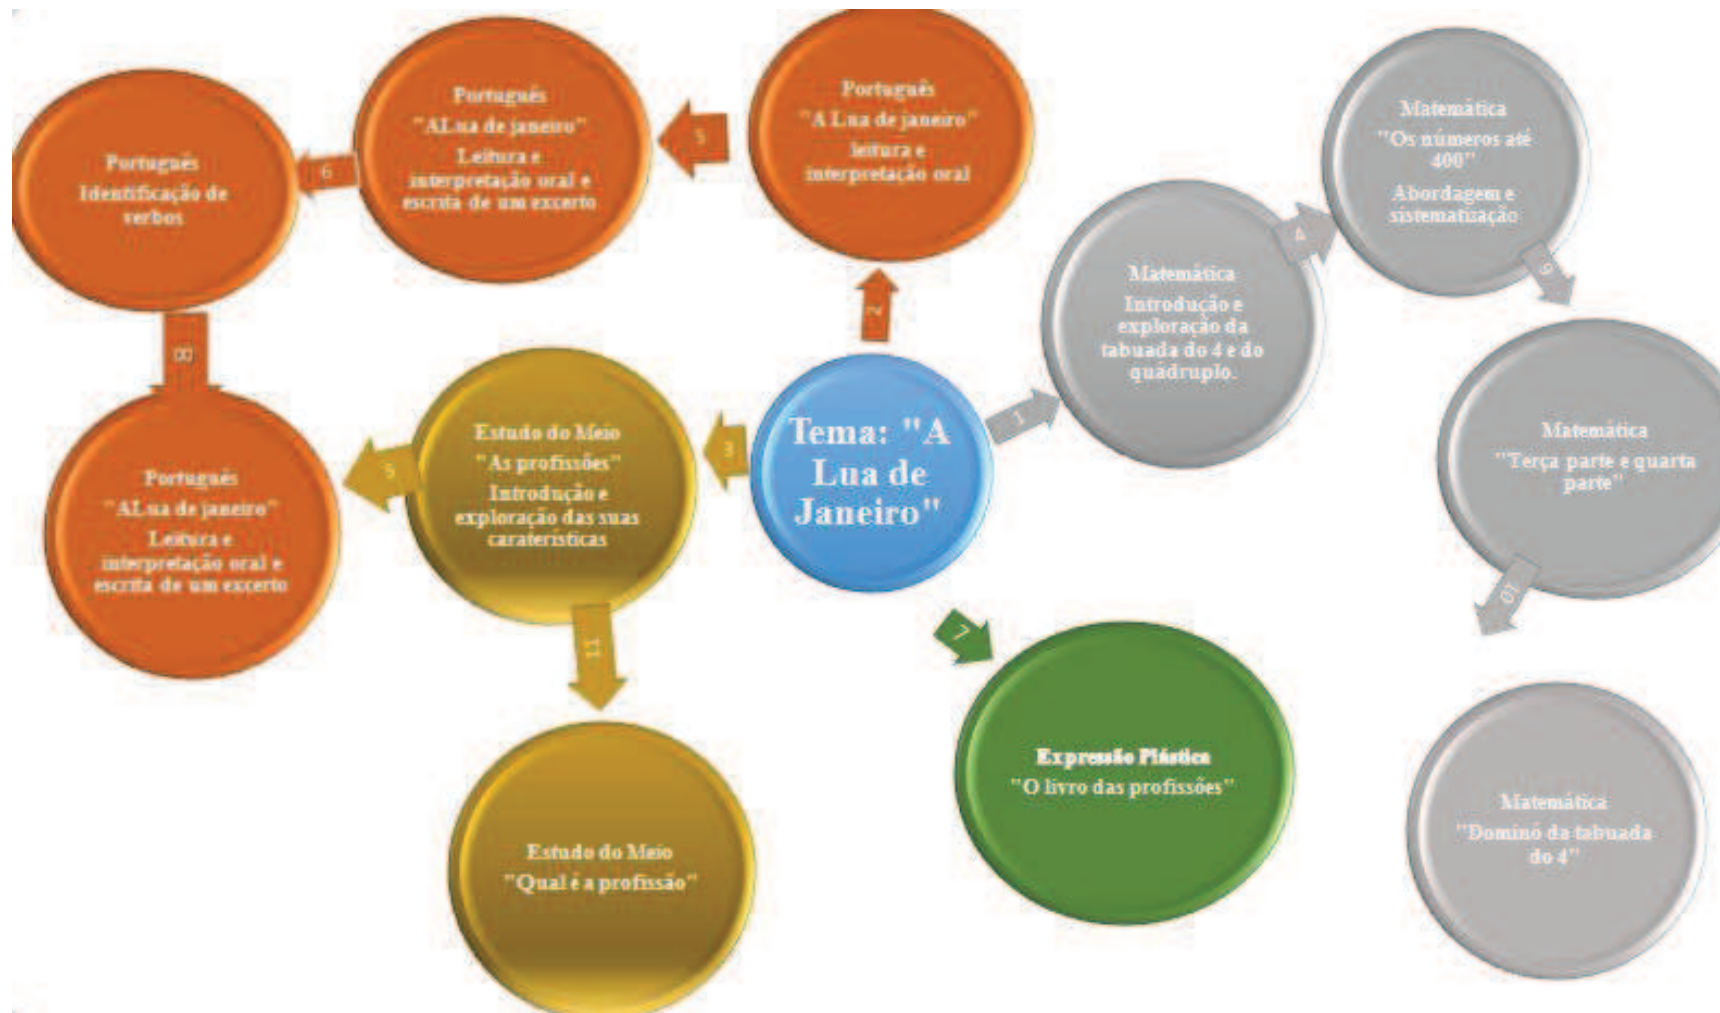 Português
"A Lua de janeiro"
leitura e
interpretação oral
2
Português
"ALua de janeiro"
Leitura e
interpretação oral e
escrita de um excerto
5
Português
Identificação de
verbos
6
8
Português
"ALua de janeiro"
Leitura e
interpretação oral e
escrita de um excerto
5
Estudo do Meio
"As profissões"
Introdução e
exploração das suas
caraterísticas
3
Tema: "A
Lua de
Janeiro"
1
Matemática
Introdução e
exploração da
tabuada do 4 e do
quádruplo.
4
Matemática
"Os números até
400"
Abordagem e
sistematização
9
Matemática
"Terça parte e quarta
parte"
10
Matemática
"Dominó da tabuada
do 4"
7
Expressão Plástica
"O livro das profissões"
11
Estudo do Meio
"Qual é a profissão"